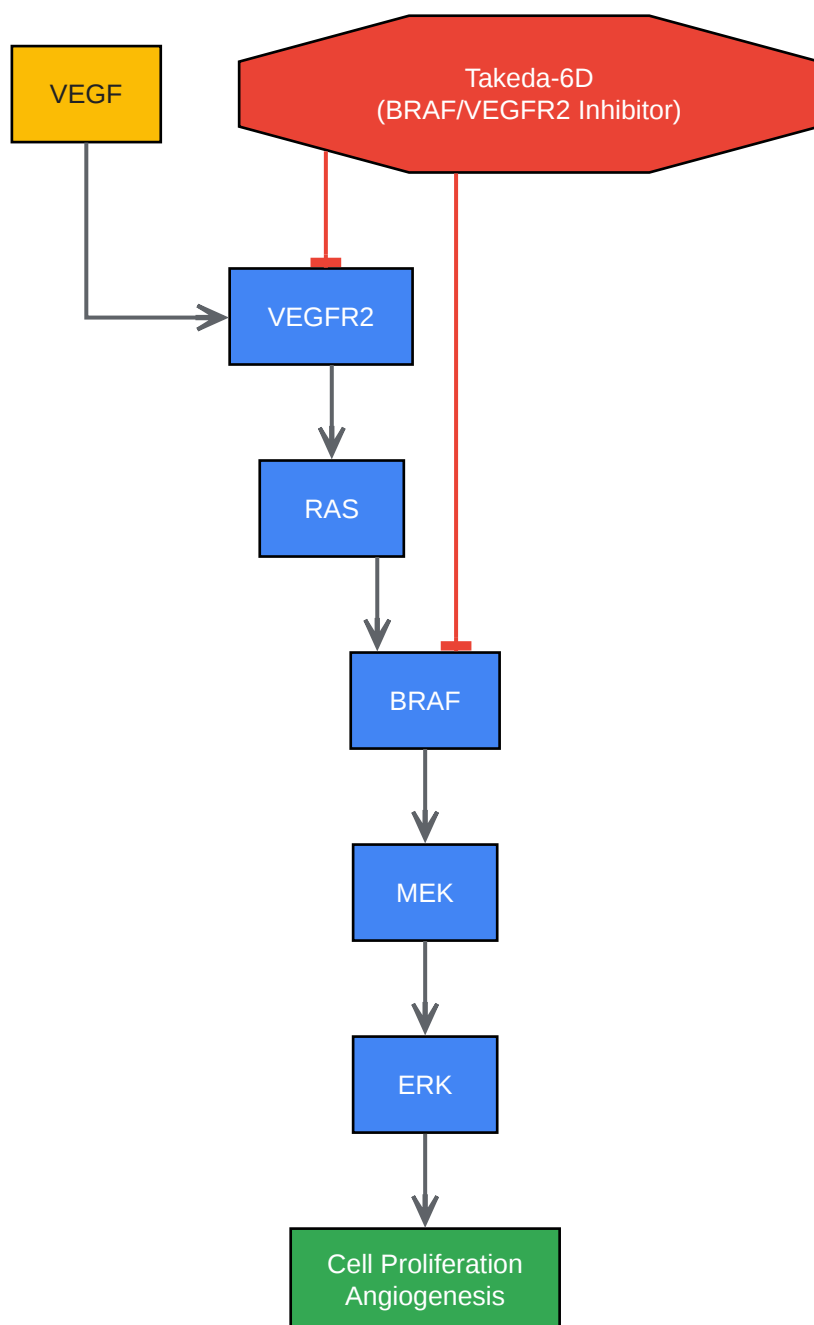 VEGF
Takeda-6D
(BRAF/VEGFR2 Inhibitor)
VEGFR2
RAS
BRAF
MEK
ERK
Cell Proliferation
Angiogenesis